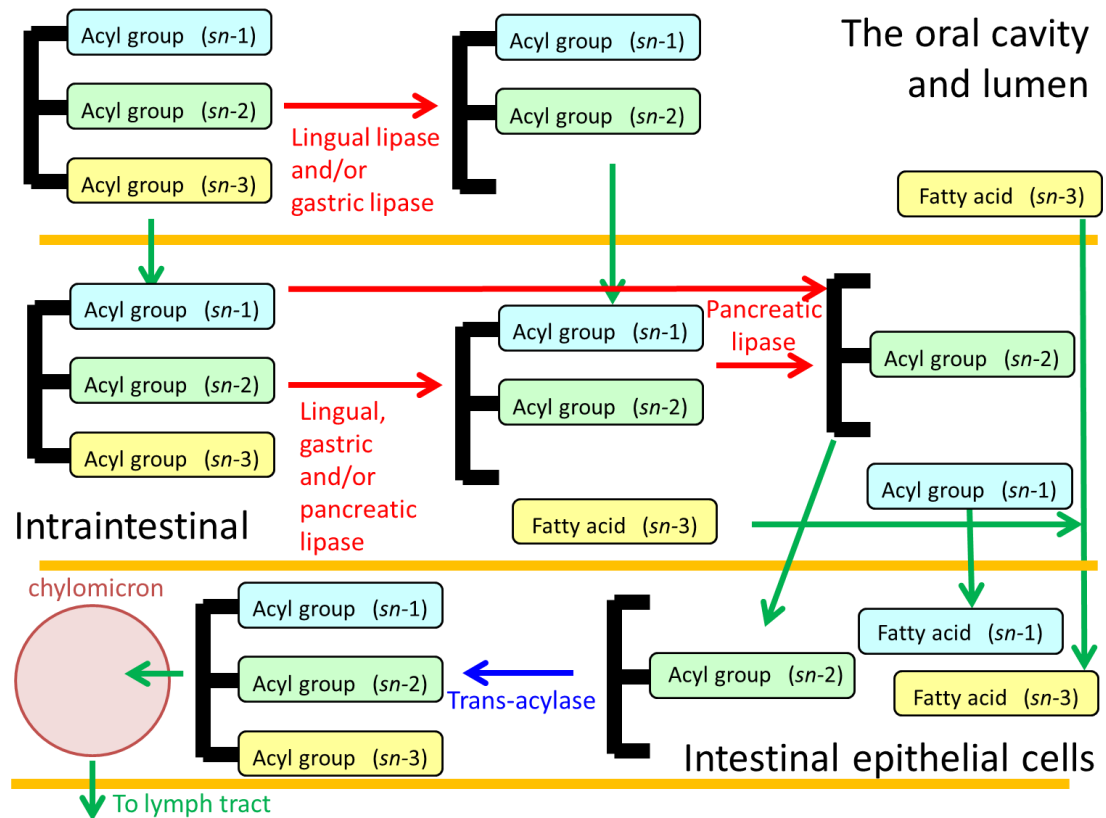 The oral cavity
and lumen
Acyl group (sn-1)
Acyl group (sn-2)
Acyl group (sn-3)
Lingual lipase
and/or
gastric lipase
Acyl group (sn-1)
Acyl group (sn-2)
Fatty acid (sn-3)
Acyl group (sn-1)
Acyl group (sn-2)
Acyl group (sn-3)
Lingual,
gastric
and/or
pancreatic
lipase
Acyl group (sn-1)
Acyl group (sn-2)
Fatty acid (sn-3)
Pancreatic
lipase
Acyl group (sn-2)
Acyl group (sn-1)
Intraintestinal
chylomicron
Acyl group (sn-1)
Acyl group (sn-2)
Acyl group (sn-3)
Trans-acylase
Acyl group (sn-2)
Fatty acid (sn-1)
Fatty acid (sn-3)
Intestinal epithelial cells
To lymph tract